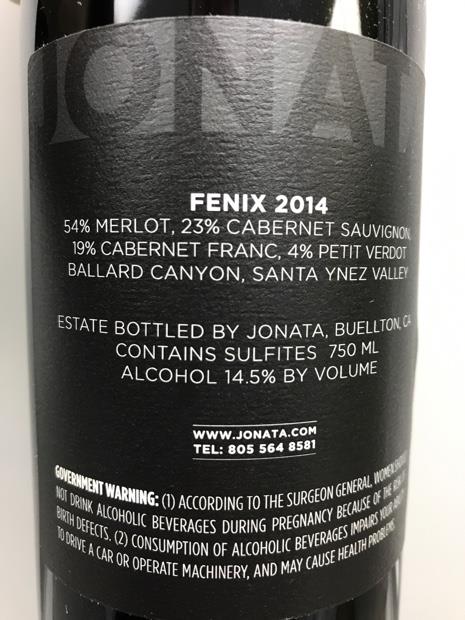 JONATA
FENIX 2014
54% MERLOT, 23% CABERNET SAUVIGNON,
19% CABERNET FRANC, 4% PETIT VERDOT
BALLARD CANYON, SANTA YNEZ VALLEY
ESTATE BOTTLED BY JONATA, BUELLTON, CA
CONTAINS SULFITES 750 ML
ALCOHOL 14.5% BY VOLUME
WWW.JONATA.COM
TEL: 805 564 8581
GOVERNMENT WARNING: (1) ACCORDING TO THE SURGEON GENERAL, WOMEN SHOULD
NOT DRINK ALCOHOLIC BEVERAGES DURING PREGNANCY BECAUSE OF THE RISK OF
BIRTH DEFECTS. (2) CONSUMPTION OF ALCOHOLIC BEVERAGES IMPAIRS YOUR ABILITY
TO DRIVE A CAR OR OPERATE MACHINERY, AND MAY CAUSE HEALTH PROBLEMS.